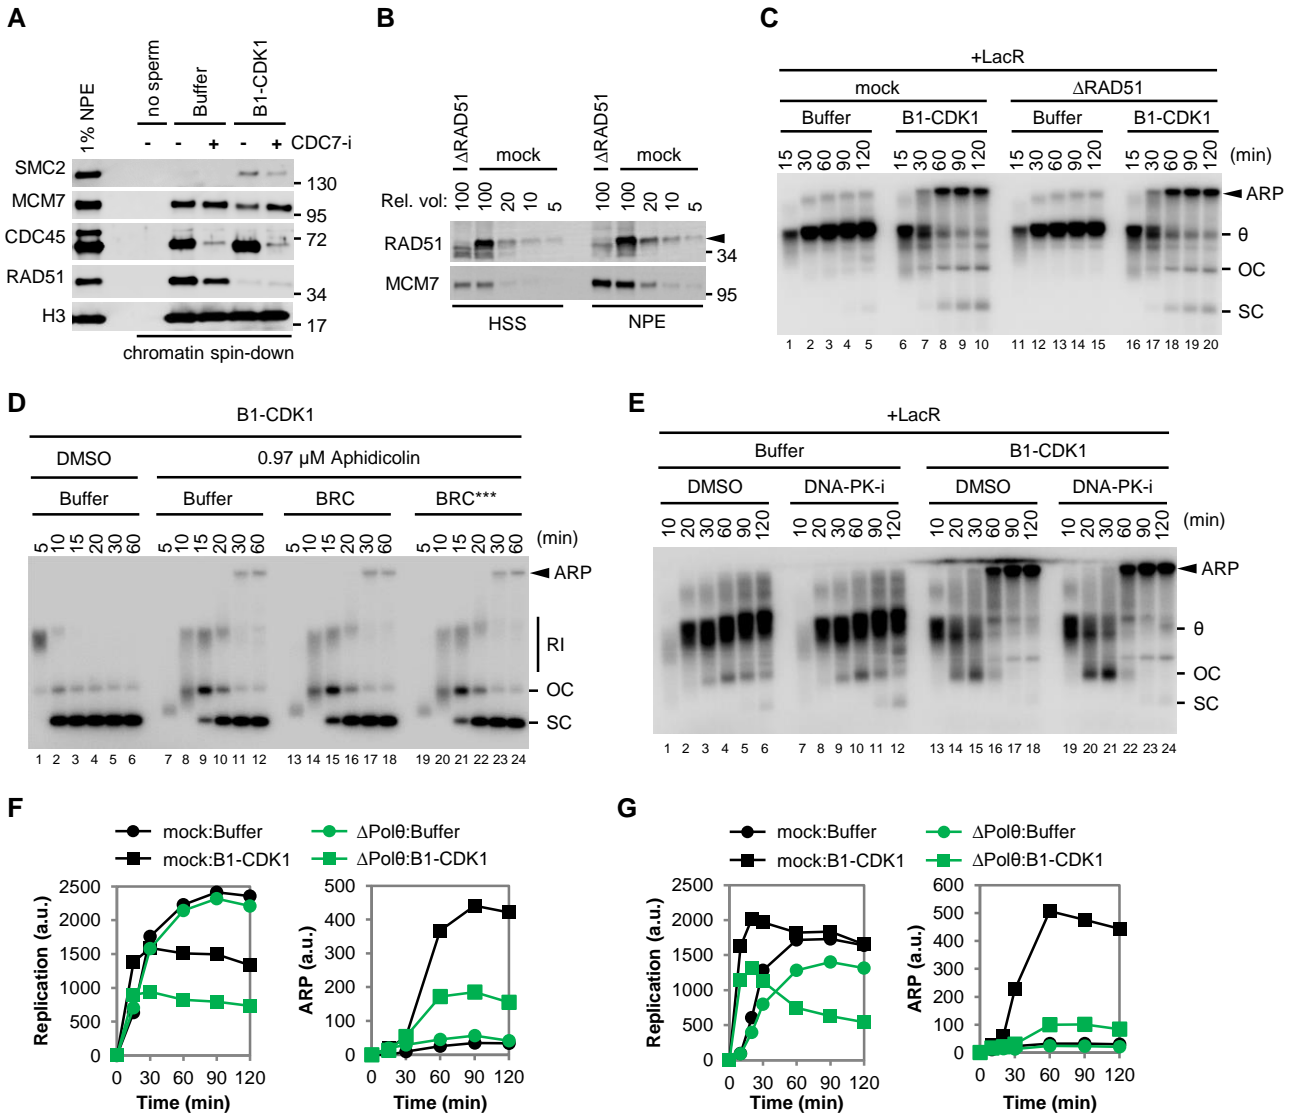 A
1% NPE
no sperm
Buffer
B1-CDK1
- - + - + CDC7-i
SMC2
130
MCM7
95
CDC45
72
RAD51
34
H3
17
chromatin spin-down
B
ΔRAD51
mock
ΔRAD51
mock
Rel. vol: 100 100 20 10 5 100 100 20 10 5
RAD51
34
MCM7
95
HSS
NPE
C
+LacR
mock
ΔRAD51
Buffer
B1-CDK1
Buffer
B1-CDK1
15 30 60 90 120 15 30 60 90 120 15 30 60 90 120 15 30 60 90 120 (min)
ARP
θ
OC
SC
1 2 3 4 5 6 7 8 9 10 11 12 13 14 15 16 17 18 19 20
D
B1-CDK1
DMSO
0.97 µM Aphidicolin
Buffer
Buffer
BRC
BRC***
5 10 15 20 30 60 5 10 15 20 30 60 5 10 15 20 30 60 5 10 15 20 30 60 (min)
ARP
RI
OC
SC
1 2 3 4 5 6 7 8 9 10 11 12 13 14 15 16 17 18 19 20 21 22 23 24
E
+LacR
Buffer
B1-CDK1
DMSO
DNA-PK-i
DMSO
DNA-PK-i
10 20 30 60 90 120 10 20 30 60 90 120 10 20 30 60 90 120 10 20 30 60 90 120 (min)
ARP
θ
OC
SC
1 2 3 4 5 6 7 8 9 10 11 12 13 14 15 16 17 18 19 20 21 22 23 24
F
mock:Buffer
ΔPolθ:Buffer
mock:B1-CDK1
ΔPolθ:B1-CDK1
Replication (a.u.)
2500
2000
1500
1000
500
0
0 30 60 90 120
Time (min)
ARP (a.u.)
500
400
300
200
100
0
0 30 60 90 120
Time (min)
G
mock:Buffer
ΔPolθ:Buffer
mock:B1-CDK1
ΔPolθ:B1-CDK1
Replication (a.u.)
2500
2000
1500
1000
500
0
0 30 60 90 120
Time (min)
ARP (a.u.)
600
500
400
300
200
100
0
0 30 60 90 120
Time (min)